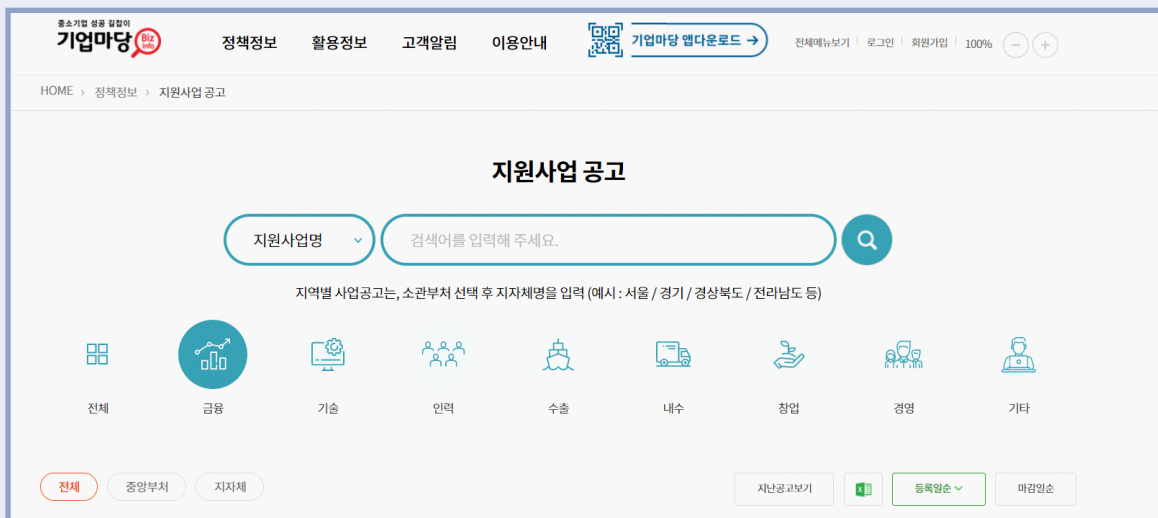 중소기업 성공 길잡이
기업마당 Biz info
정책정보 활용정보 고객알림 이용안내 기업마당 앱다운로드 → 전체메뉴보기 로그인 회원가입 100% − +
HOME > 정책정보 > 지원사업 공고
지원사업 공고
지원사업명 검색어를 입력해 주세요.
지역별 사업공고는, 소관부처 선택 후 지자체명을 입력 (예시 : 서울 / 경기 / 경상북도 / 전라남도 등)
전체 금융 기술 인력 수출 내수 창업 경영 기타
전체 중앙부처 지자체 지난공고보기 등록일순 마감일순